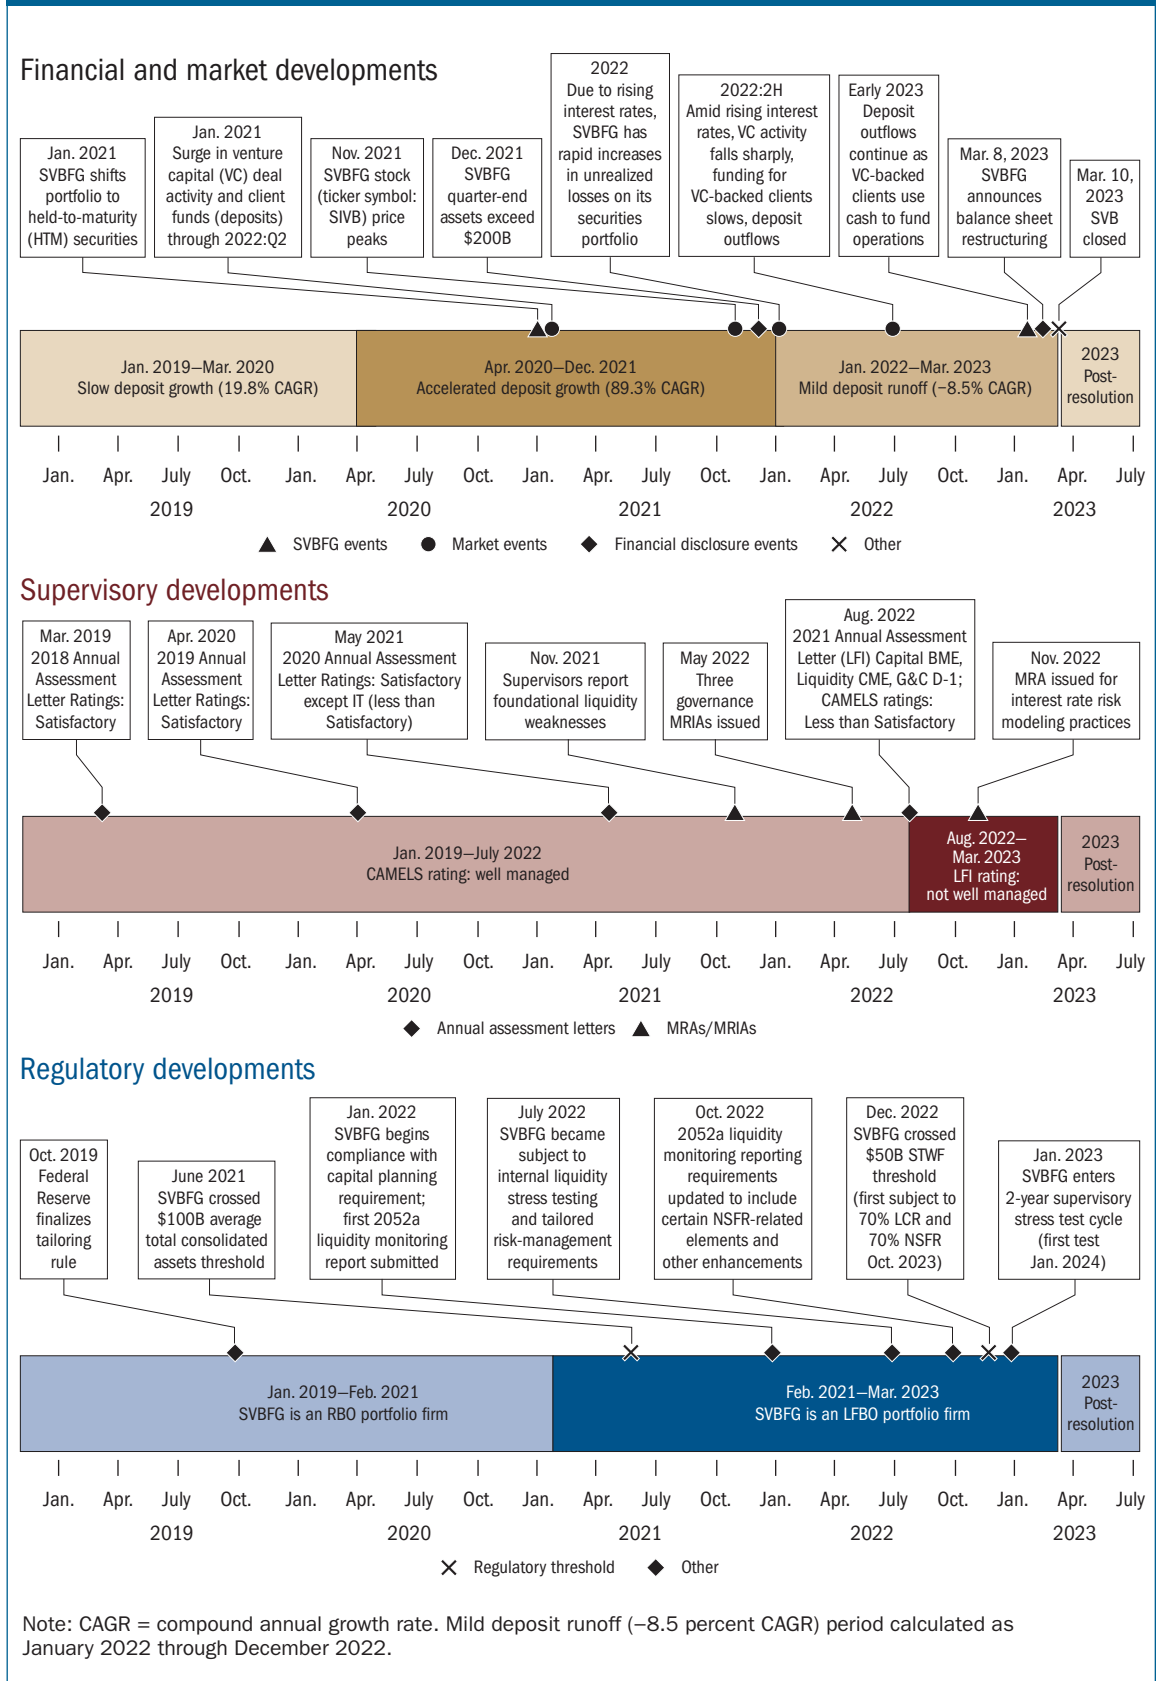 Financial and market developments
Jan. 2021
SVBFG shifts
portfolio to
held-to-maturity
(HTM) securities
Jan. 2021
Surge in venture
capital (VC) deal
activity and client
funds (deposits)
through 2022:Q2
Nov. 2021
SVBFG stock
(ticker symbol:
SIVB) price
peaks
Dec. 2021
SVBFG
quarter-end
assets exceed
$200B
2022
Due to rising
interest rates,
SVBFG has
rapid increases
in unrealized
losses on its
securities
portfolio
2022:2H
Amid rising interest
rates, VC activity
falls sharply,
funding for
VC-backed clients
slows, deposit
outflows
Early 2023
Deposit
outflows
continue as
VC-backed
clients use
cash to fund
operations
Mar. 8, 2023
SVBFG
announces
balance sheet
restructuring
Mar. 10,
2023
SVB
closed
Jan. 2019—Mar. 2020
Slow deposit growth (19.8% CAGR)
Apr. 2020—Dec. 2021
Accelerated deposit growth (89.3% CAGR)
Jan. 2022—Mar. 2023
Mild deposit runoff (−8.5% CAGR)
2023
Post-
resolution
Jan. Apr. July Oct. Jan. Apr. July Oct. Jan. Apr. July Oct. Jan. Apr. July Oct. Jan. Apr. July
2019 2020 2021 2022 2023
SVBFG events Market events Financial disclosure events Other
Supervisory developments
Mar. 2019
2018 Annual
Assessment
Letter Ratings:
Satisfactory
Apr. 2020
2019 Annual
Assessment
Letter Ratings:
Satisfactory
May 2021
2020 Annual Assessment
Letter Ratings: Satisfactory
except IT (less than
Satisfactory)
Nov. 2021
Supervisors report
foundational liquidity
weaknesses
May 2022
Three
governance
MRIAs issued
Aug. 2022
2021 Annual Assessment
Letter (LFI) Capital BME,
Liquidity CME, G&C D-1;
CAMELS ratings:
Less than Satisfactory
Nov. 2022
MRA issued for
interest rate risk
modeling practices
Jan. 2019—July 2022
CAMELS rating: well managed
Aug. 2022—
Mar. 2023
LFI rating:
not well managed
2023
Post-
resolution
Jan. Apr. July Oct. Jan. Apr. July Oct. Jan. Apr. July Oct. Jan. Apr. July Oct. Jan. Apr. July
2019 2020 2021 2022 2023
Annual assessment letters MRAs/MRIAs
Regulatory developments
Oct. 2019
Federal
Reserve
finalizes
tailoring
rule
June 2021
SVBFG crossed
$100B average
total consolidated
assets threshold
Jan. 2022
SVBFG begins
compliance with
capital planning
requirement;
first 2052a
liquidity monitoring
report submitted
July 2022
SVBFG became
subject to
internal liquidity
stress testing
and tailored
risk-management
requirements
Oct. 2022
2052a liquidity
monitoring reporting
requirements
updated to include
certain NSFR-related
elements and
other enhancements
Dec. 2022
SVBFG crossed
$50B STWF
threshold
(first subject to
70% LCR and
70% NSFR
Oct. 2023)
Jan. 2023
SVBFG enters
2-year supervisory
stress test cycle
(first test
Jan. 2024)
Jan. 2019—Feb. 2021
SVBFG is an RBO portfolio firm
Feb. 2021—Mar. 2023
SVBFG is an LFBO portfolio firm
2023
Post-
resolution
Jan. Apr. July Oct. Jan. Apr. July Oct. Jan. Apr. July Oct. Jan. Apr. July Oct. Jan. Apr. July
2019 2020 2021 2022 2023
Regulatory threshold Other
Note: CAGR = compound annual growth rate. Mild deposit runoff (−8.5 percent CAGR) period calculated as
January 2022 through December 2022.